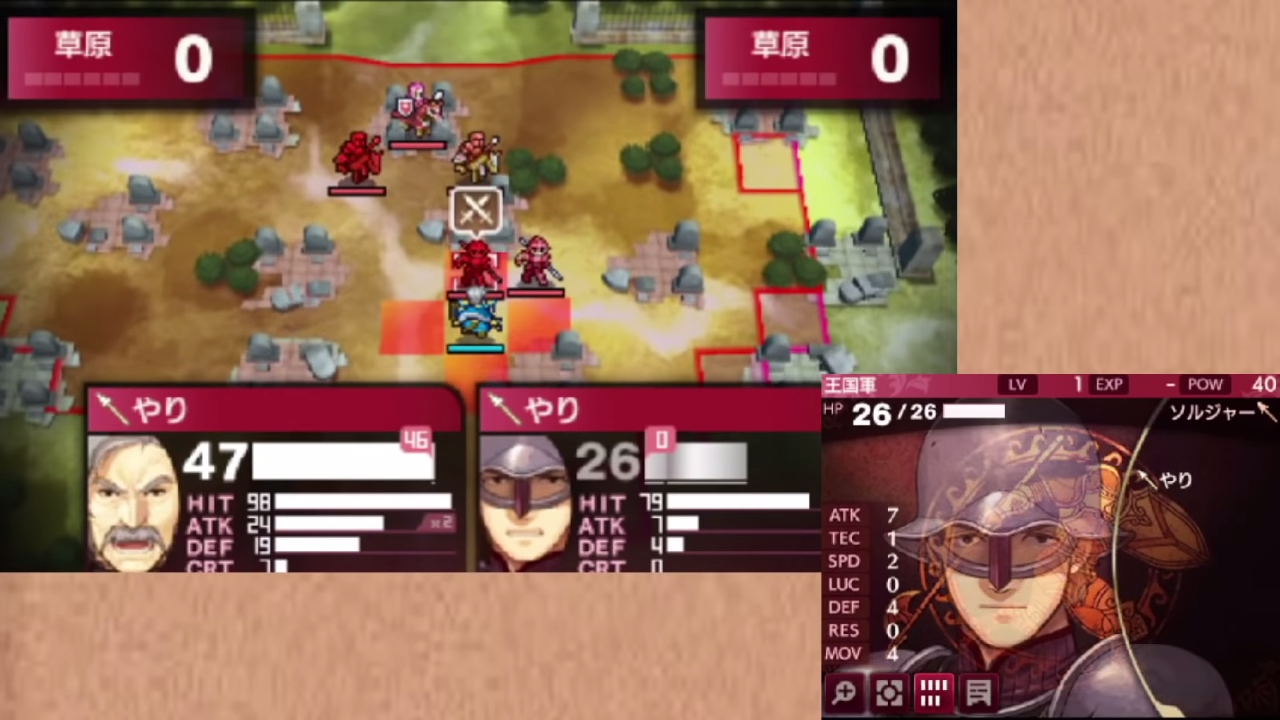 草原 0
草原 0
やり
47 46
HIT 98
ATK 24 ×2
DEF 19
CRT 7
やり
26 0
HIT 79
ATK 7
DEF 4
CRT 0
王国軍 LV 1 EXP - POW 40
HP 26/26 ソルジャー
やり
ATK 7
TEC 1
SPD 2
LUC 0
DEF 4
RES 0
MOV 4